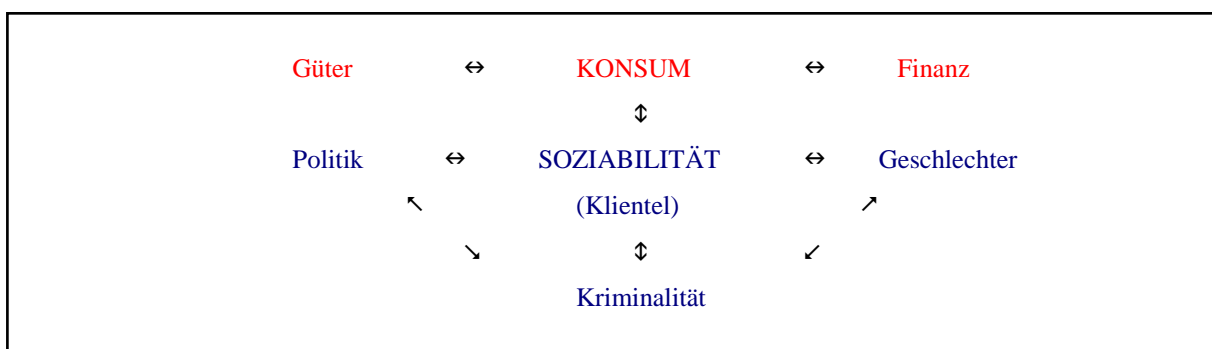 Güter ↔ KONSUM ↔ Finanz
↕
Politik ↔ SOZIABILITÄT ↔ Geschlechter
↖ (Klientel) ↗
↘ ↕ ↙
Kriminalität